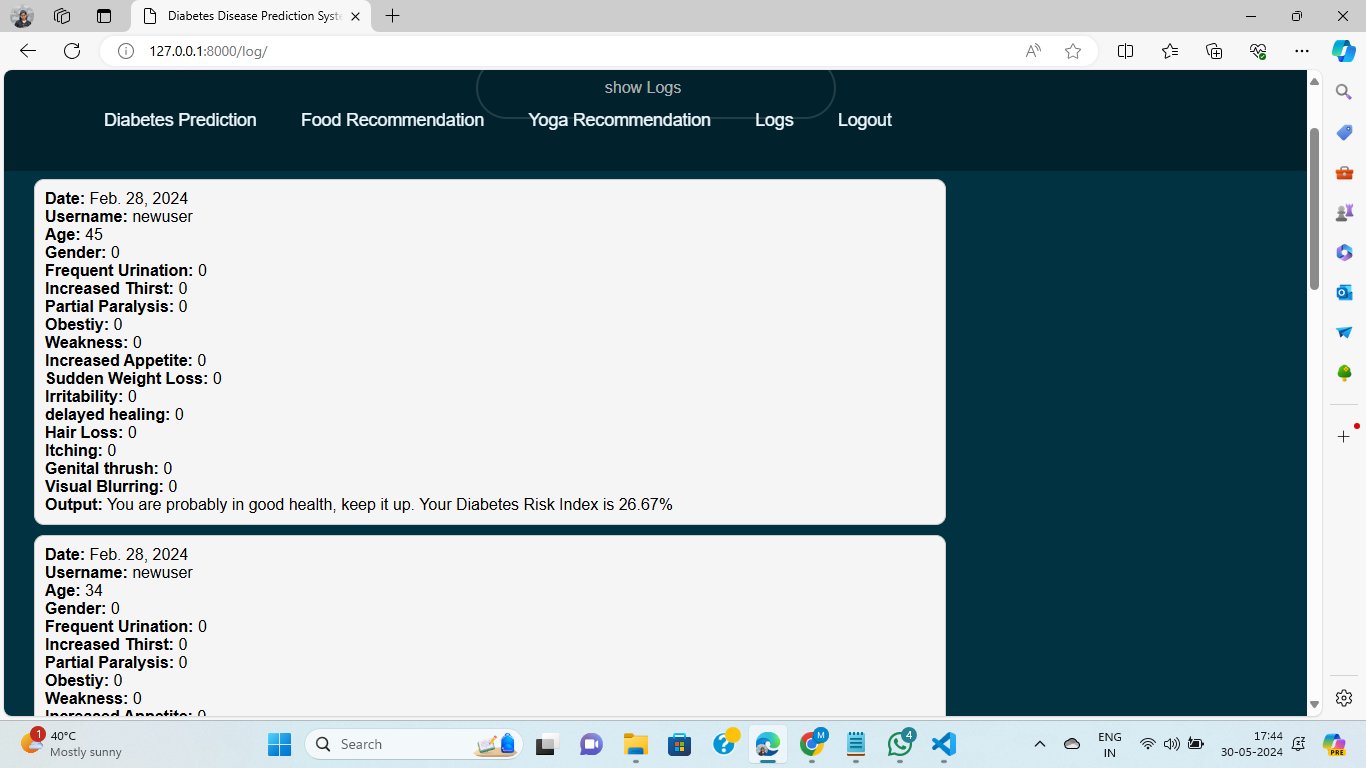 Diabetes Disease Prediction Syste
127.0.0.1:8000/log/
show Logs
Diabetes Prediction Food Recommendation Yoga Recommendation Logs Logout
Date: Feb. 28, 2024
Username: newuser
Age: 45
Gender: 0
Frequent Urination: 0
Increased Thirst: 0
Partial Paralysis: 0
Obestiy: 0
Weakness: 0
Increased Appetite: 0
Sudden Weight Loss: 0
Irritability: 0
delayed healing: 0
Hair Loss: 0
Itching: 0
Genital thrush: 0
Visual Blurring: 0
Output: You are probably in good health, keep it up. Your Diabetes Risk Index is 26.67%
Date: Feb. 28, 2024
Username: newuser
Age: 34
Gender: 0
Frequent Urination: 0
Increased Thirst: 0
Partial Paralysis: 0
Obestiy: 0
Weakness: 0
Increased Appetite: 0
1
40°C
Mostly sunny
Search
M
4
ENG
IN
17:44
30-05-2024
PRE